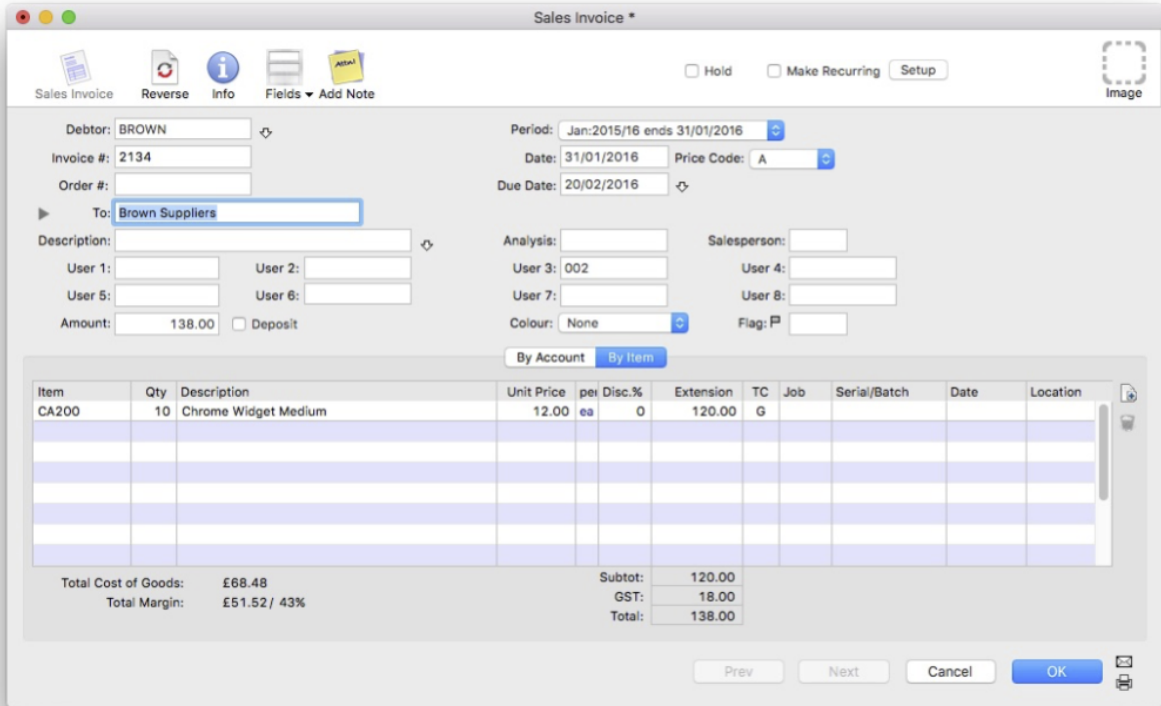 Sales Invoice *
Hold Make Recurring Setup
Sales Invoice Reverse Info Fields Add Note Image
Debtor: BROWN Period: Jan:2015/16 ends 31/01/2016
Invoice #: 2134 Date: 31/01/2016 Price Code: A
Order #: Due Date: 20/02/2016
To: Brown Suppliers
Description: Analysis: Salesperson:
User 1: User 2: User 3: 002 User 4:
User 5: User 6: User 7: User 8:
Amount: 138.00 Deposit Colour: None Flag:
By Account By Item
Item Qty Description Unit Price per Disc.% Extension TC Job Serial/Batch Date Location
CA200 10 Chrome Widget Medium 12.00 ea 0 120.00 G
Total Cost of Goods: £68.48 Subtot: 120.00
Total Margin: £51.52/ 43% GST: 18.00
Total: 138.00
Prev Next Cancel OK